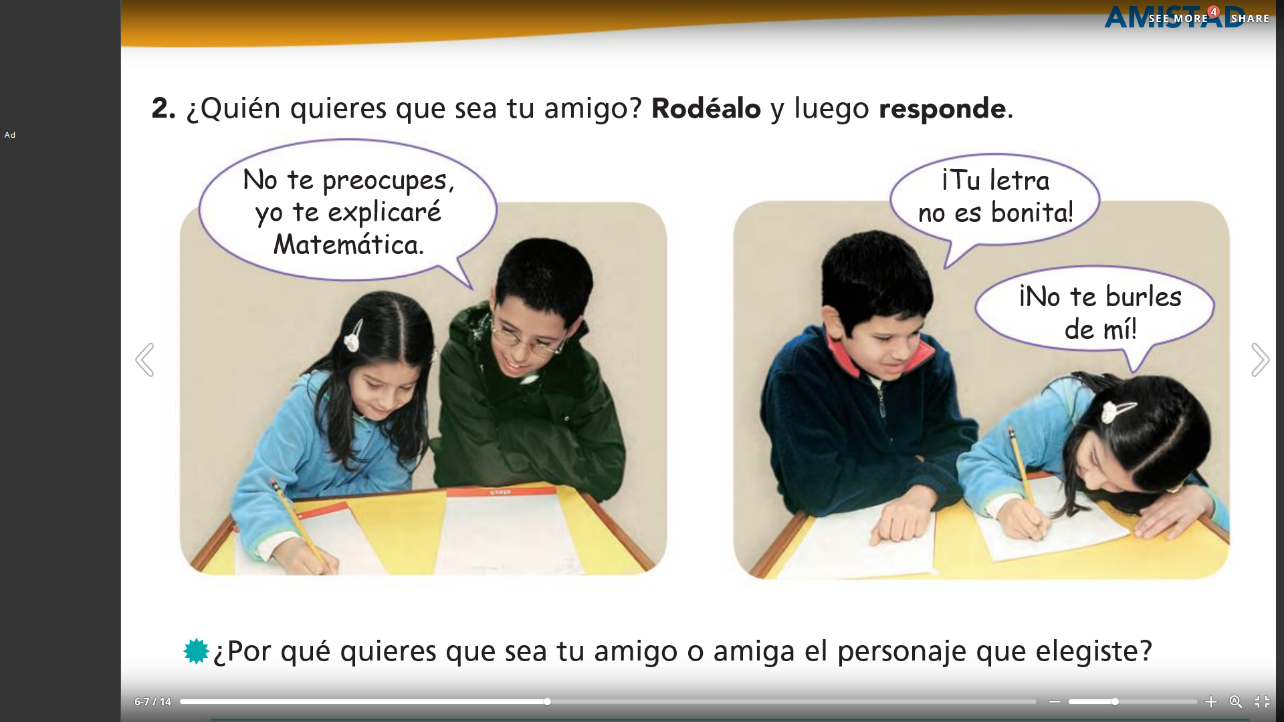 AMISTAD
SEE MORE 4 SHARE
Ad
2. ¿Quién quieres que sea tu amigo? Rodéalo y luego responde.
No te preocupes,
yo te explicaré
Matemática.
¡Tu letra
no es bonita!
¡No te burles
de mí!
¿Por qué quieres que sea tu amigo o amiga el personaje que elegiste?
6-7 / 14